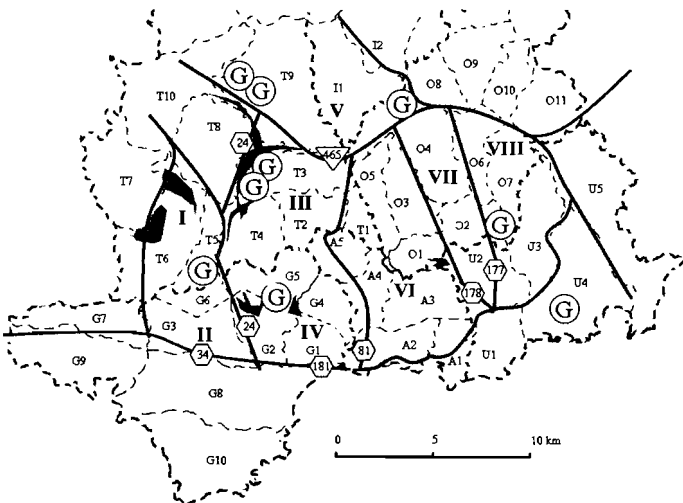 I2
T9
O9
G
O8
T10
G
I1
O10
O11
V
G
T8
24
O4
O6
VIII
465
G
T3
O5
VII
T7
G
O7
U5
I
III
O3
T2
T1
O2
G
T5
T4
A5
U3
O1
T6
G
G5
A4
U2
177
G6
G
G4
VI
A3
178
U4
G7
G3
II
24
IV
G
34
G2
G1
81
A2
G9
181
A1
U1
G8
0 5 10 km
G10